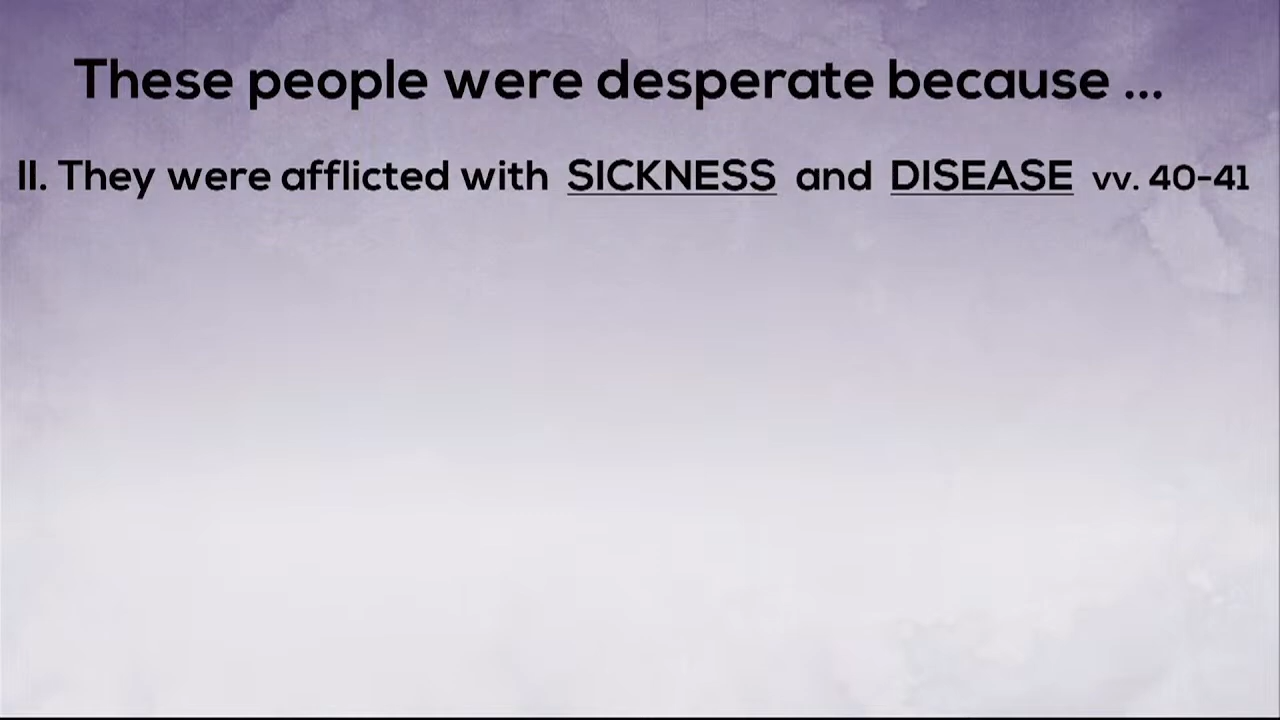 These people were desperate because ...
II. They were afflicted with SICKNESS and DISEASE vv. 40-41